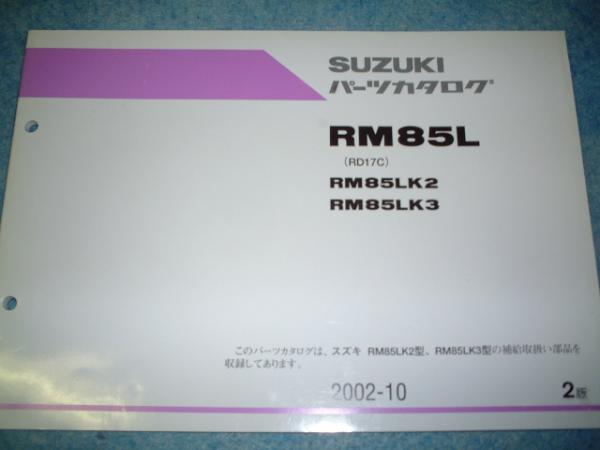 SUZUKI
パーツカタログ
RM85L
(RD17C)
RM85LK2
RM85LK3
このパーツカタログは、スズキ RM85LK2型、RM85LK3型の補給取扱い部品を
収録してあります。
2002-10
2版